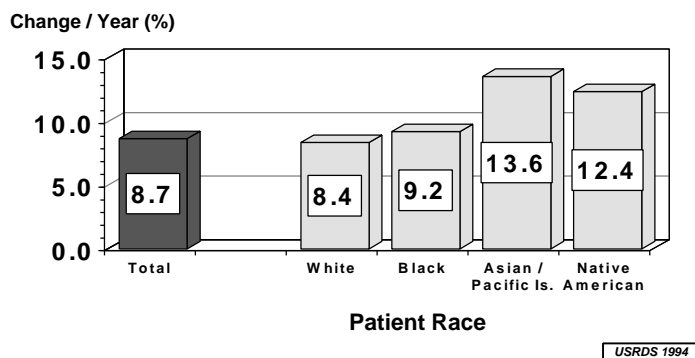 Change / Year (%)
15.0
10.0
5.0
0.0
8.7
8.4
9.2
13.6
12.4
Total
White
Black
Asian /
Pacific Is.
Native
American
Patient Race
USRDS 1994